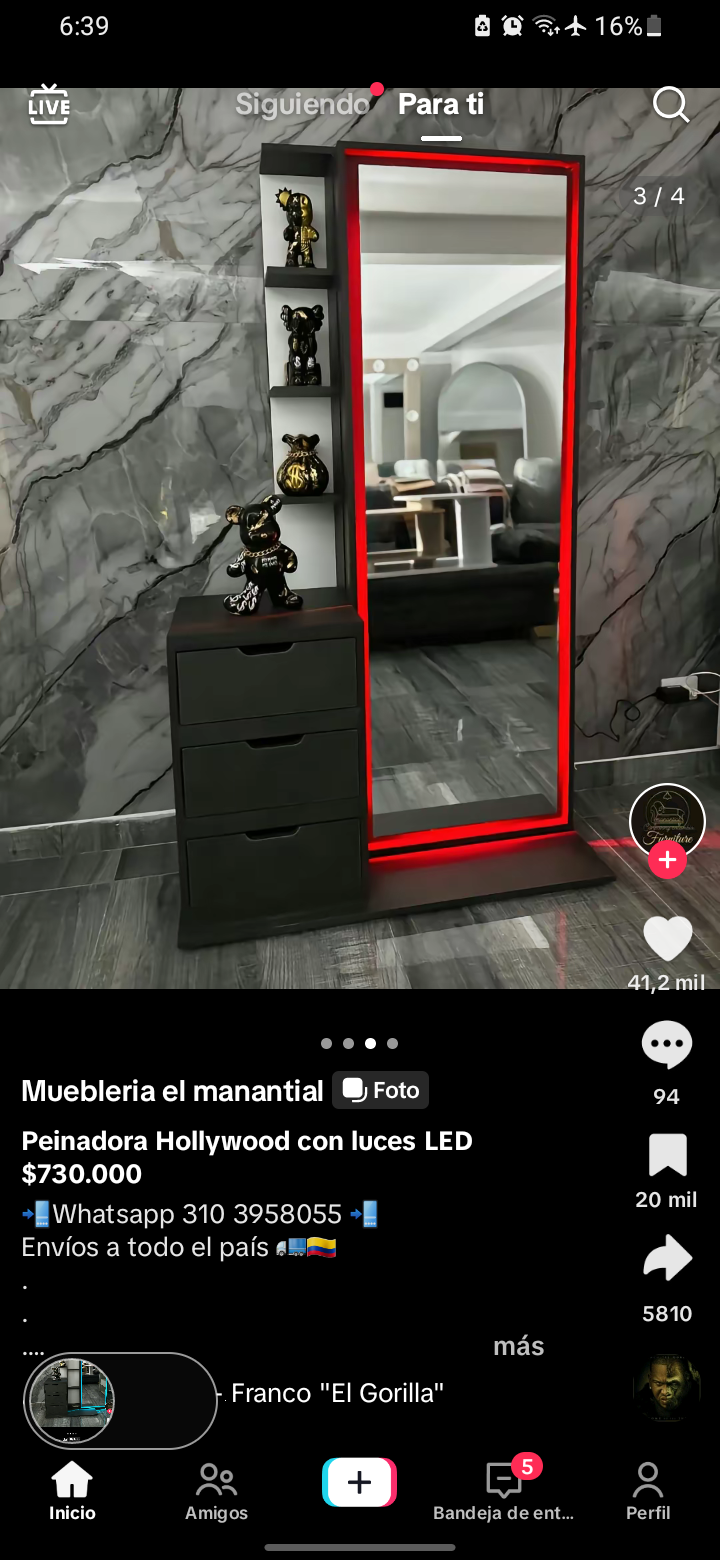 6:39
16%
LIVE
Siguiendo
Para ti
3 / 4
$
Furniture
41,2 mil
94
20 mil
5810
Muebleria el manantial
Foto
Peinadora Hollywood con luces LED
$730.000
Whatsapp 310 3958055
Envíos a todo el país
.
.
....
más
- Franco "El Gorilla"
Inicio
Amigos
5
Bandeja de ent...
Perfil